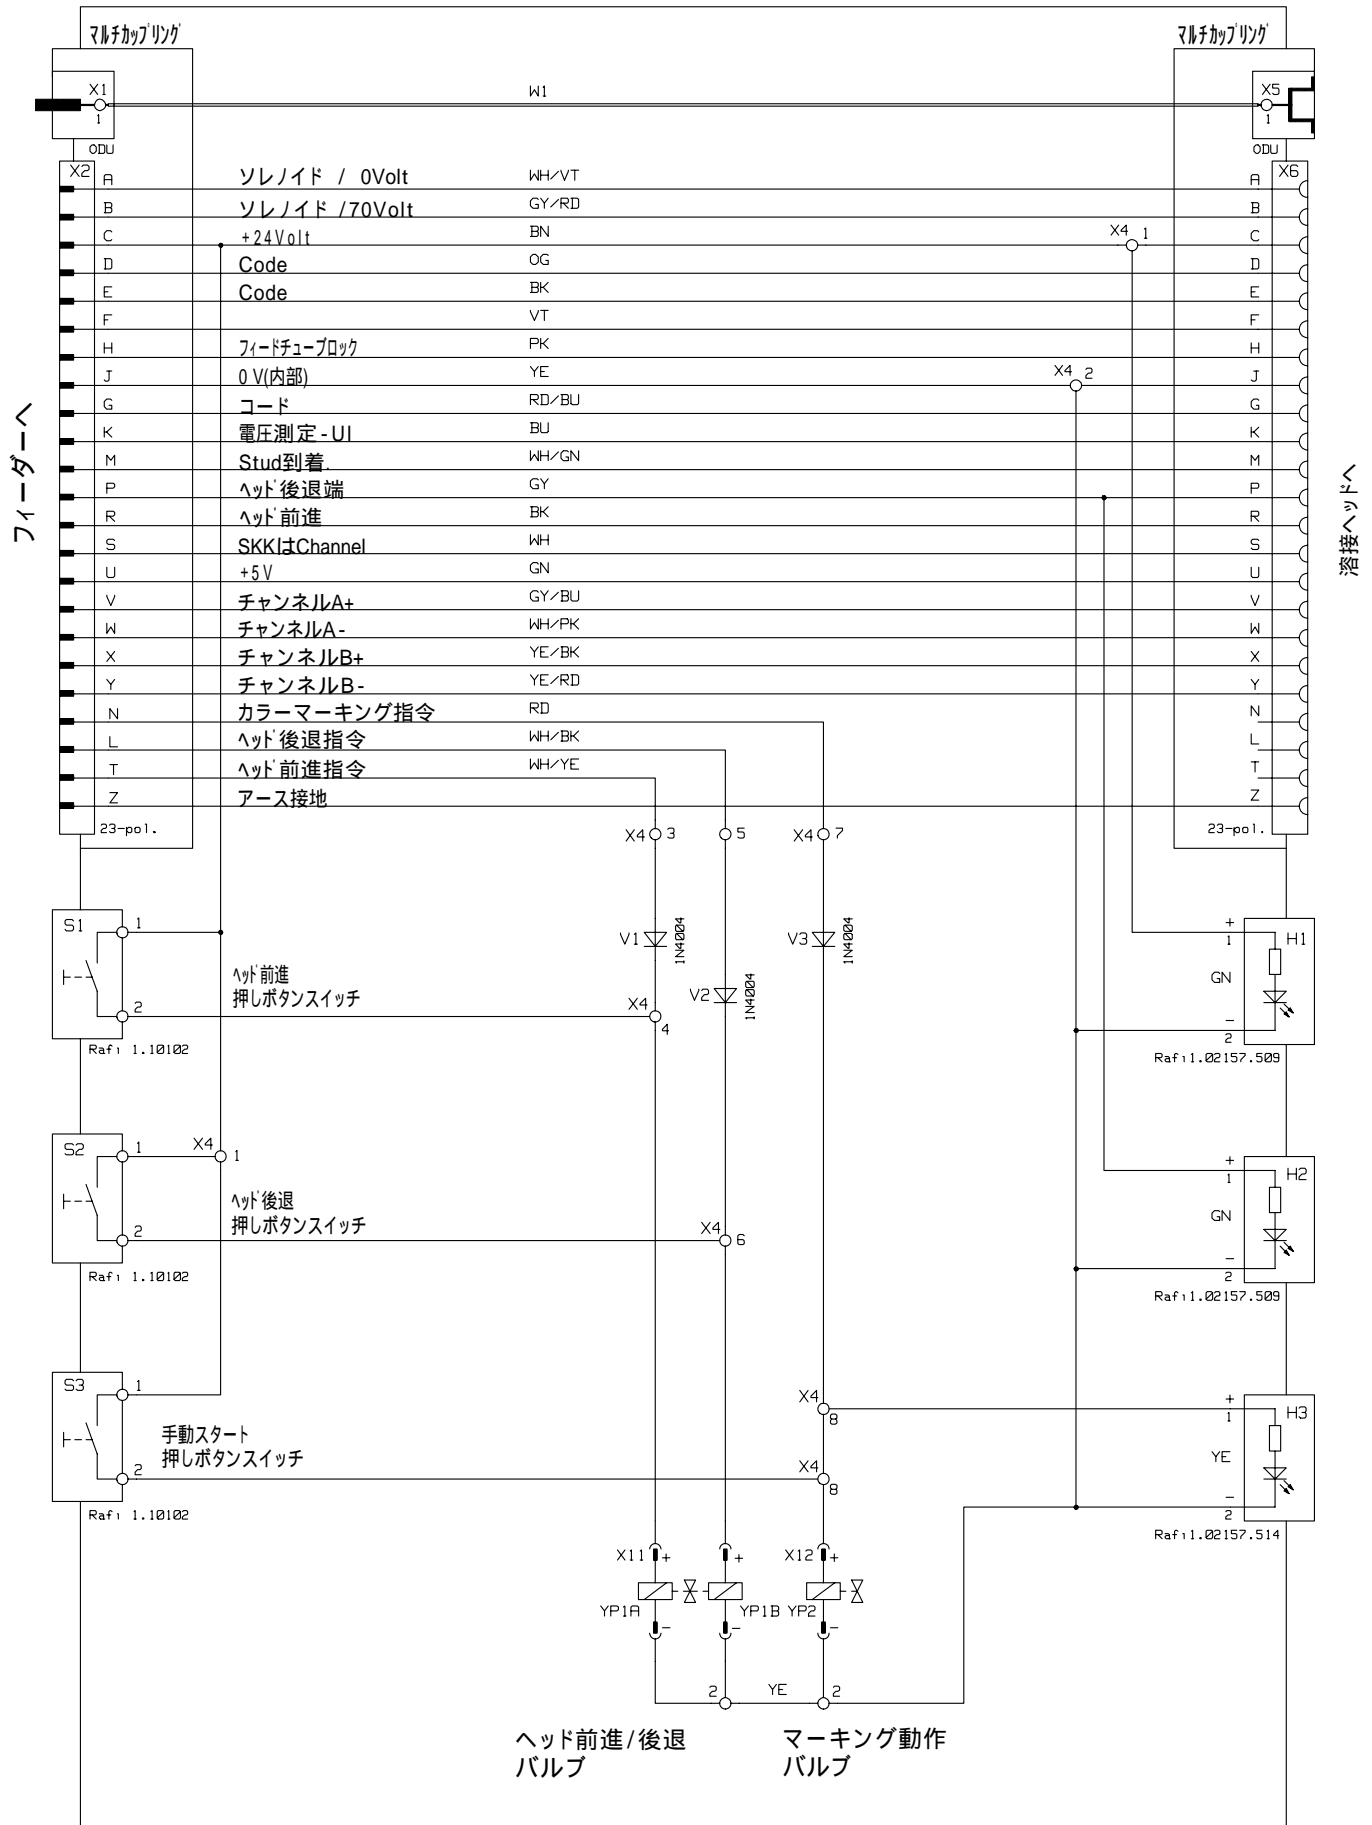 マルチカップリング
マルチカップリング
X1
1
W1
X5
1
ODU
ODU
X2
X6
A ソレノイド / 0Volt WH/VT A
B ソレノイド /70Volt GY/RD B
C +24Volt BN X4 1 C
D Code OG D
E Code BK E
F VT F
H フィードチューブロック PK H
J 0 V(内部) YE X4 2 J
G コード RD/BU G
K 電圧測定-UI BU K
M Stud到着. WH/GN M
P ヘッド後退端 GY P
R ヘッド前進 BK R
S SKKはChannel WH S
U +5V GN U
V チャンネルA+ GY/BU V
W チャンネルA- WH/PK W
X チャンネルB+ YE/BK X
Y チャンネルB- YE/RD Y
N カラーマーキング指令 RD N
L ヘッド後退指令 WH/BK L
T ヘッド前進指令 WH/YE T
Z アース接地 Z
23-pol.
23-pol.
フィーダーへ
溶接ヘッドへ
X4 3
5
X4 7
S1 1
2
ヘッド前進
押しボタンスイッチ
Rafi 1.10102
V1 1N4004
V2 1N4004
V3 1N4004
X4
4
+
1
H1
GN
-
2
Rafi1.02157.509
S2 1
2
X4 1
ヘッド後退
押しボタンスイッチ
Rafi 1.10102
X4 6
+
1
H2
GN
-
2
Rafi1.02157.509
S3 1
2
手動スタート
押しボタンスイッチ
Rafi 1.10102
X4
8
X4
8
+
1
H3
YE
-
2
Rafi1.02157.514
X11 +
+
X12 +
YP1A
YP1B
YP2
-
-
-
2 YE 2
ヘッド前進/後退
バルブ
マーキング動作
バルブ